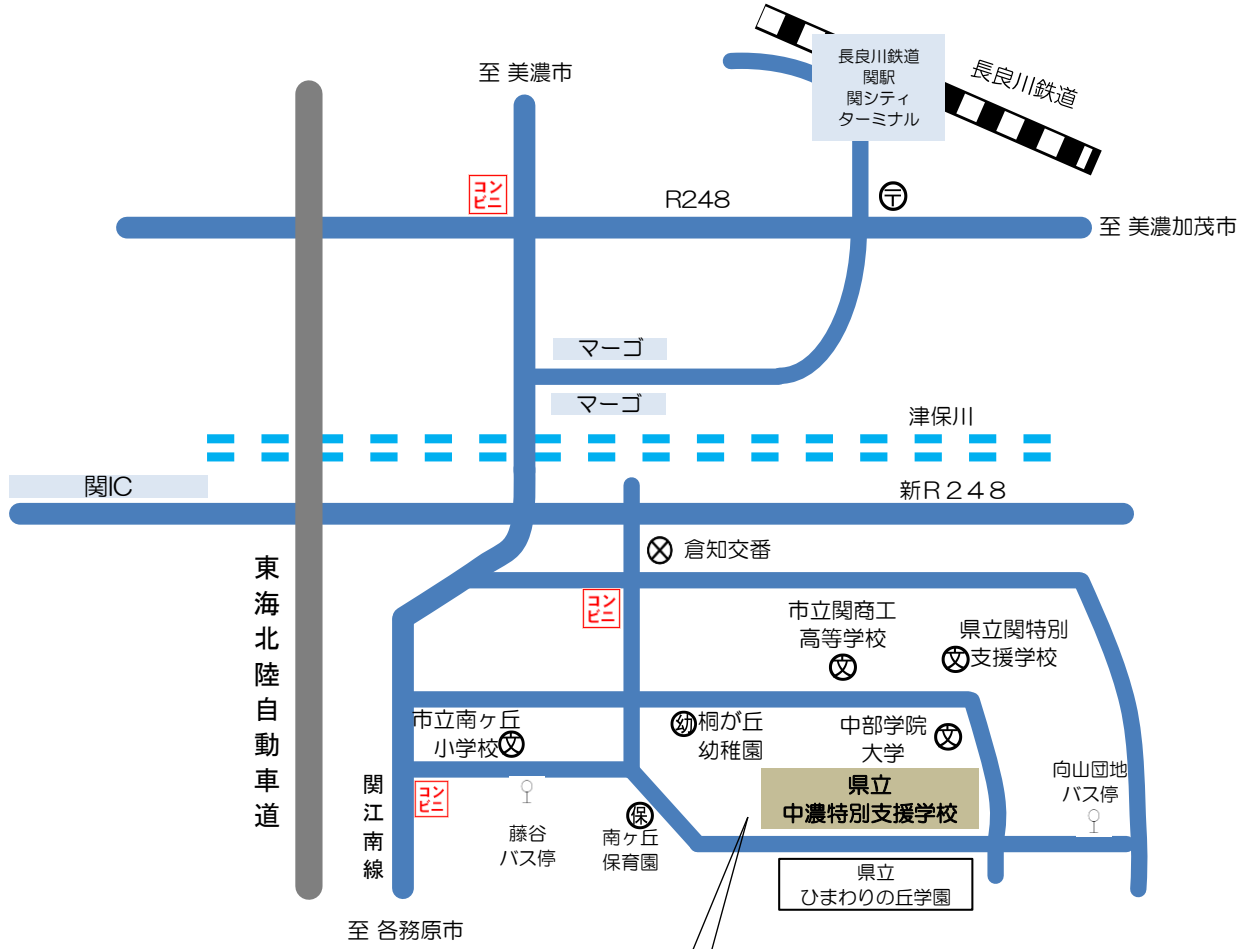 長良川鉄道
関駅
関シティ
ターミナル
長良川鉄道
至 美濃市
コン
ビニ
R248
〒
至 美濃加茂市
マーゴ
マーゴ
津保川
関IC
新R248
東海北陸自動車道
倉知交番
コン
ビニ
市立関商工
高等学校
文
県立関特別
支援学校
文
市立南ヶ丘
小学校
文
幼
桐が丘
幼稚園
中部学院
大学
文
関江南線
コン
ビニ
藤谷
バス停
保
南ヶ丘
保育園
県立
中濃特別支援学校
向山団地
バス停
県立
ひまわりの丘学園
至 各務原市